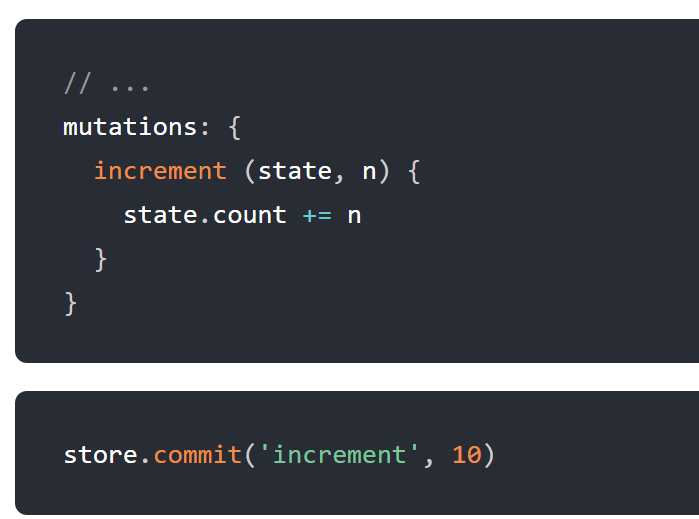 // ...
mutations: {
  increment (state, n) {
    state.count += n
  }
}
store.commit('increment', 10)